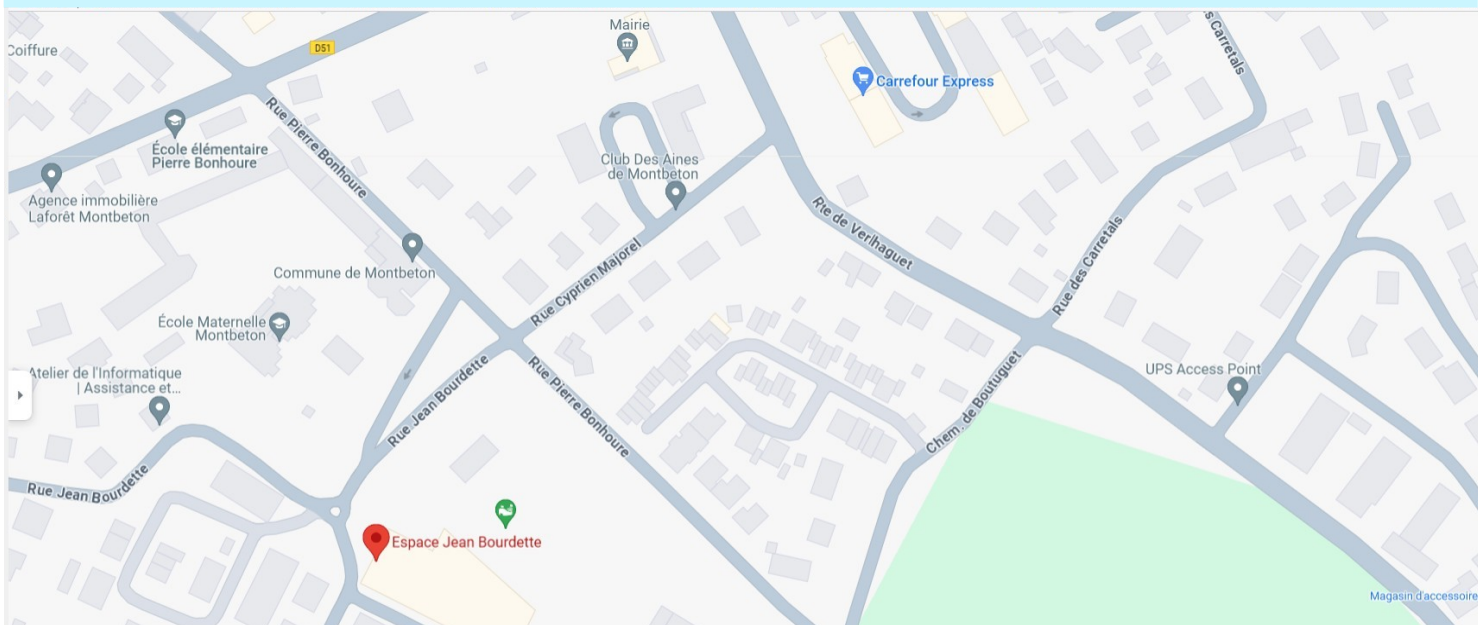 Mairie
Coiffure
D51
s Carretals
Carrefour Express
Rue Pierre Bonhoure
École élémentaire
Pierre Bonhoure
Club Des Aines
de Montbeton
Agence immobilière
Laforêt Montbeton
Rte de Verlhaguet
Rue des Carretals
Commune de Montbeton
Rue Cyprien Majorel
École Maternelle
Montbeton
Atelier de l'Informatique
| Assistance et...
Rue Jean Bourdette
Rue Pierre Bonhoure
Chem. de Boutuguet
UPS Access Point
Rue Jean Bourdette
Espace Jean Bourdette
Magasin d'accessoire